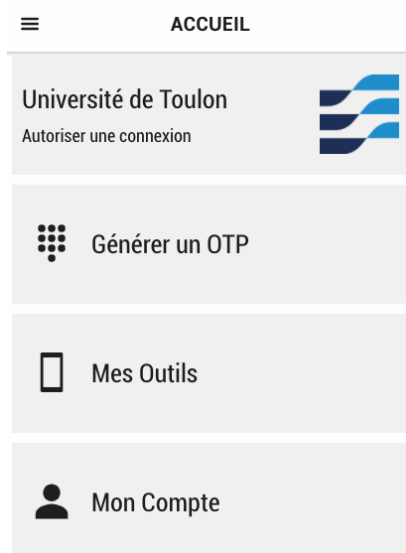 ACCUEIL
Université de Toulon
Autoriser une connexion
Générer un OTP
Mes Outils
Mon Compte